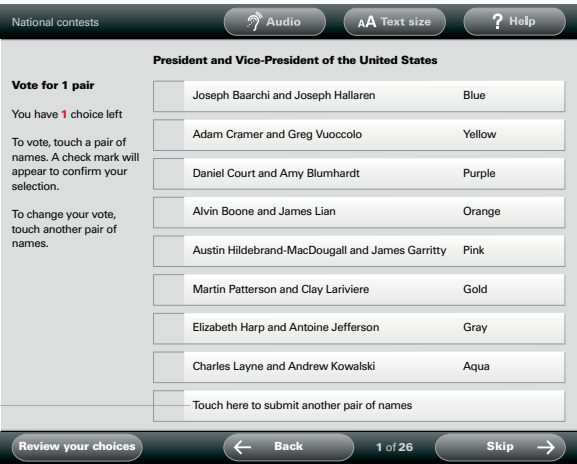 National contests
Audio
AA Text size
? Help
President and Vice-President of the United States
Vote for 1 pair
You have 1 choice left
To vote, touch a pair of
names. A check mark will
appear to confirm your
selection.
To change your vote,
touch another pair of
names.
Joseph Baarchi and Joseph Hallaren Blue
Adam Cramer and Greg Vuoccolo Yellow
Daniel Court and Amy Blumhardt Purple
Alvin Boone and James Lian Orange
Austin Hildebrand-MacDougall and James Garritty Pink
Martin Patterson and Clay Lariviere Gold
Elizabeth Harp and Antoine Jefferson Gray
Charles Layne and Andrew Kowalski Aqua
Touch here to submit another pair of names
Review your choices
← Back
1 of 26
Skip →